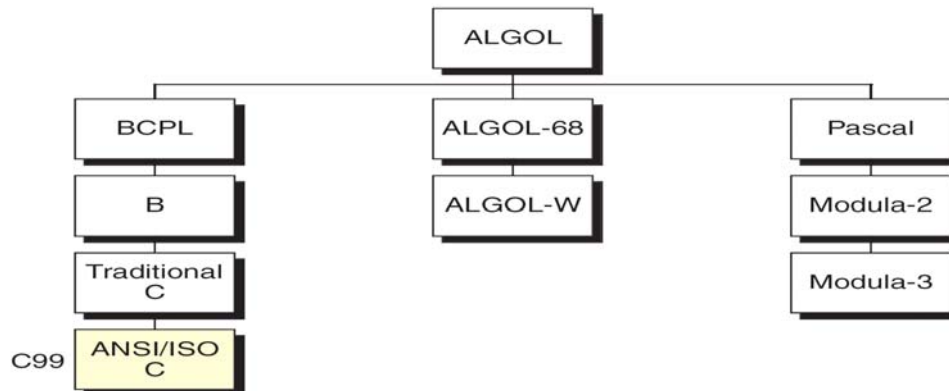 ALGOL
BCPL
ALGOL-68
Pascal
B
ALGOL-W
Modula-2
Traditional
C
Modula-3
C99
ANSI/ISO
C